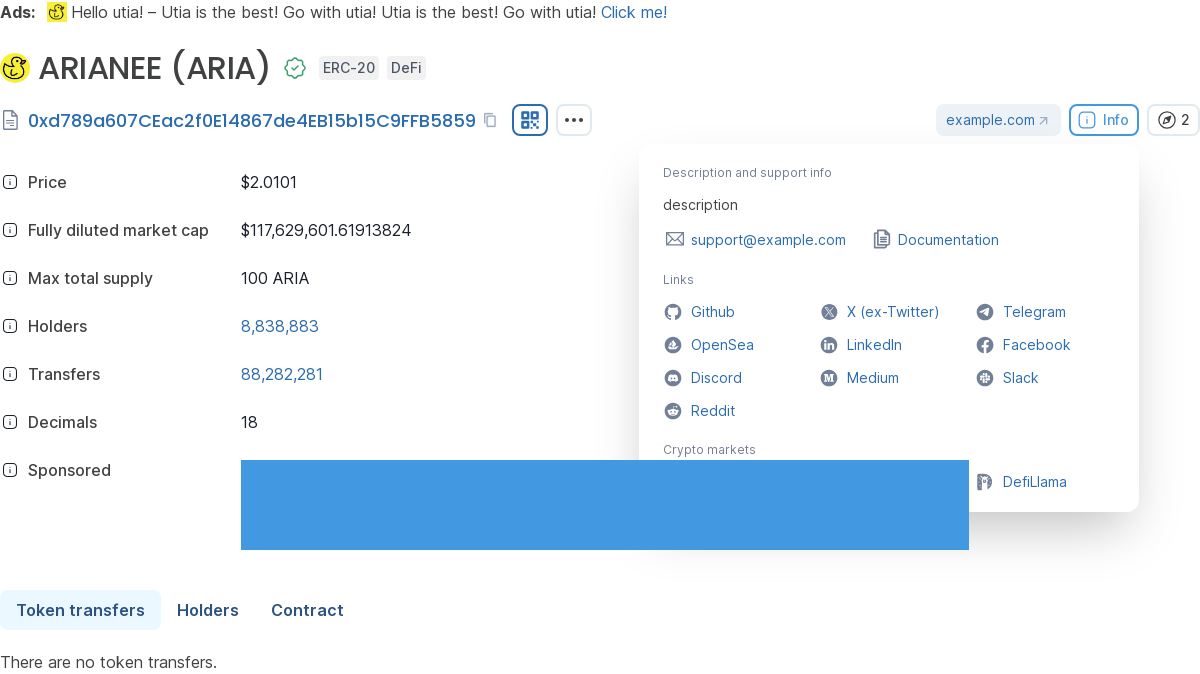 Ads: Hello utia! – Utia is the best! Go with utia! Utia is the best! Go with utia! Click me!
ARIANEE (ARIA) ERC-20 DeFi
0xd789a607CEac2f0E14867de4EB15b15C9FFB5859 example.com Info 2
Price $2.0101
Fully diluted market cap $117,629,601.61913824
Max total supply 100 ARIA
Holders 8,838,883
Transfers 88,282,281
Decimals 18
Sponsored
Description and support info
description
support@example.com Documentation
Links
Github X (ex-Twitter) Telegram
OpenSea LinkedIn Facebook
Discord Medium Slack
Reddit
Crypto markets
DefiLlama
Token transfers Holders Contract
There are no token transfers.